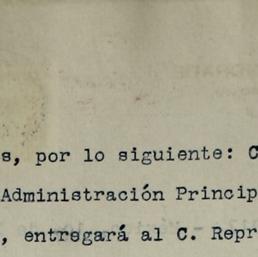 s, por lo siguiente: C
Administración Princip
, entregará al C. Repr